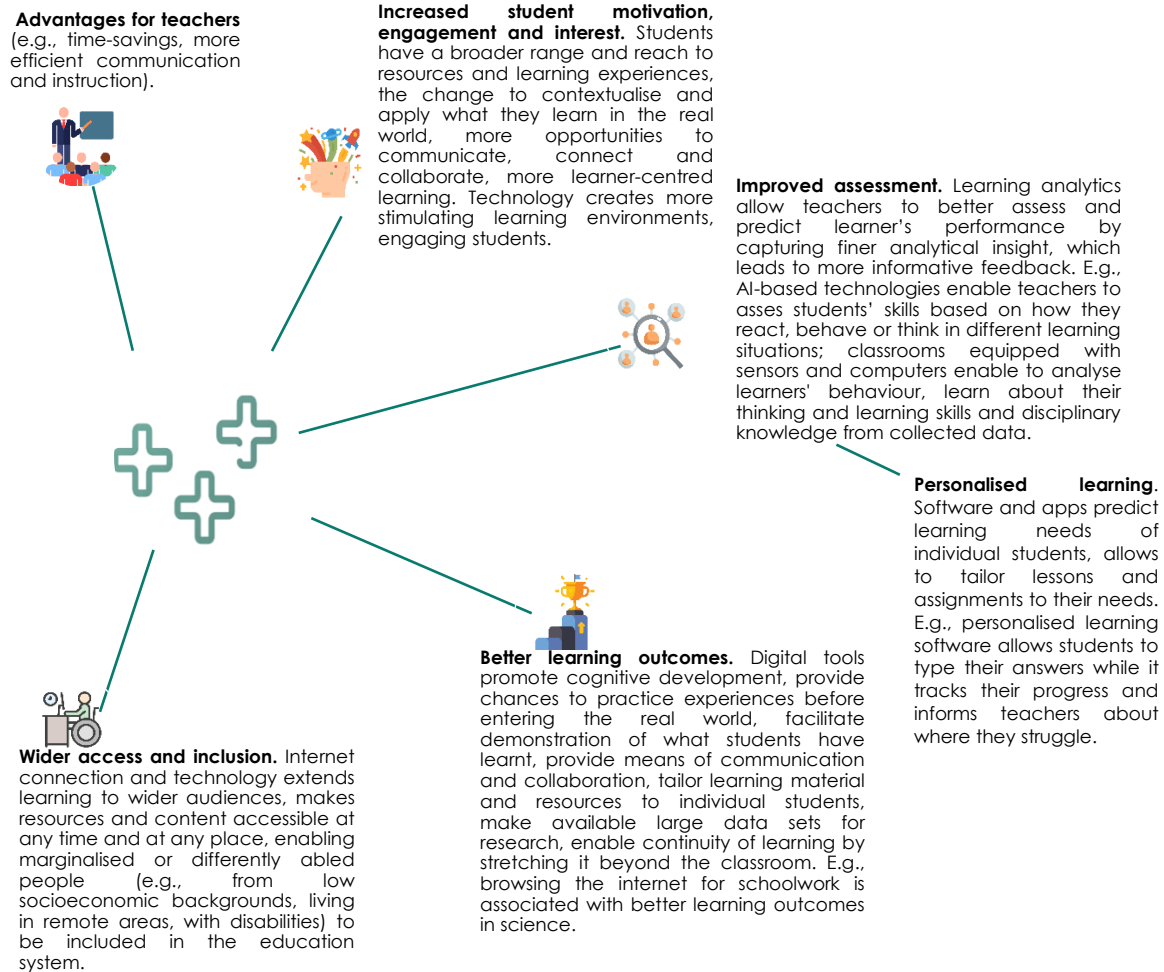 Advantages for teachers
(e.g., time-savings, more
efficient communication
and instruction).
Increased student motivation,
engagement and interest. Students
have a broader range and reach to
resources and learning experiences,
the change to contextualise and
apply what they learn in the real
world, more opportunities to
communicate, connect and
collaborate, more learner-centred
learning. Technology creates more
stimulating learning environments,
engaging students.
Improved assessment. Learning analytics
allow teachers to better assess and
predict learner's performance by
capturing finer analytical insight, which
leads to more informative feedback. E.g.,
AI-based technologies enable teachers to
asses students' skills based on how they
react, behave or think in different learning
situations; classrooms equipped with
sensors and computers enable to analyse
learners' behaviour, learn about their
thinking and learning skills and disciplinary
knowledge from collected data.
Personalised learning.
Software and apps predict
learning needs of
individual students, allows
to tailor lessons and
assignments to their needs.
E.g., personalised learning
software allows students to
type their answers while it
tracks their progress and
informs teachers about
where they struggle.
Better learning outcomes. Digital tools
promote cognitive development, provide
chances to practice experiences before
entering the real world, facilitate
demonstration of what students have
learnt, provide means of communication
and collaboration, tailor learning material
and resources to individual students,
make available large data sets for
research, enable continuity of learning by
stretching it beyond the classroom. E.g.,
browsing the internet for schoolwork is
associated with better learning outcomes
in science.
Wider access and inclusion. Internet
connection and technology extends
learning to wider audiences, makes
resources and content accessible at
any time and at any place, enabling
marginalised or differently abled
people (e.g., from low
socioeconomic backgrounds, living
in remote areas, with disabilities) to
be included in the education
system.